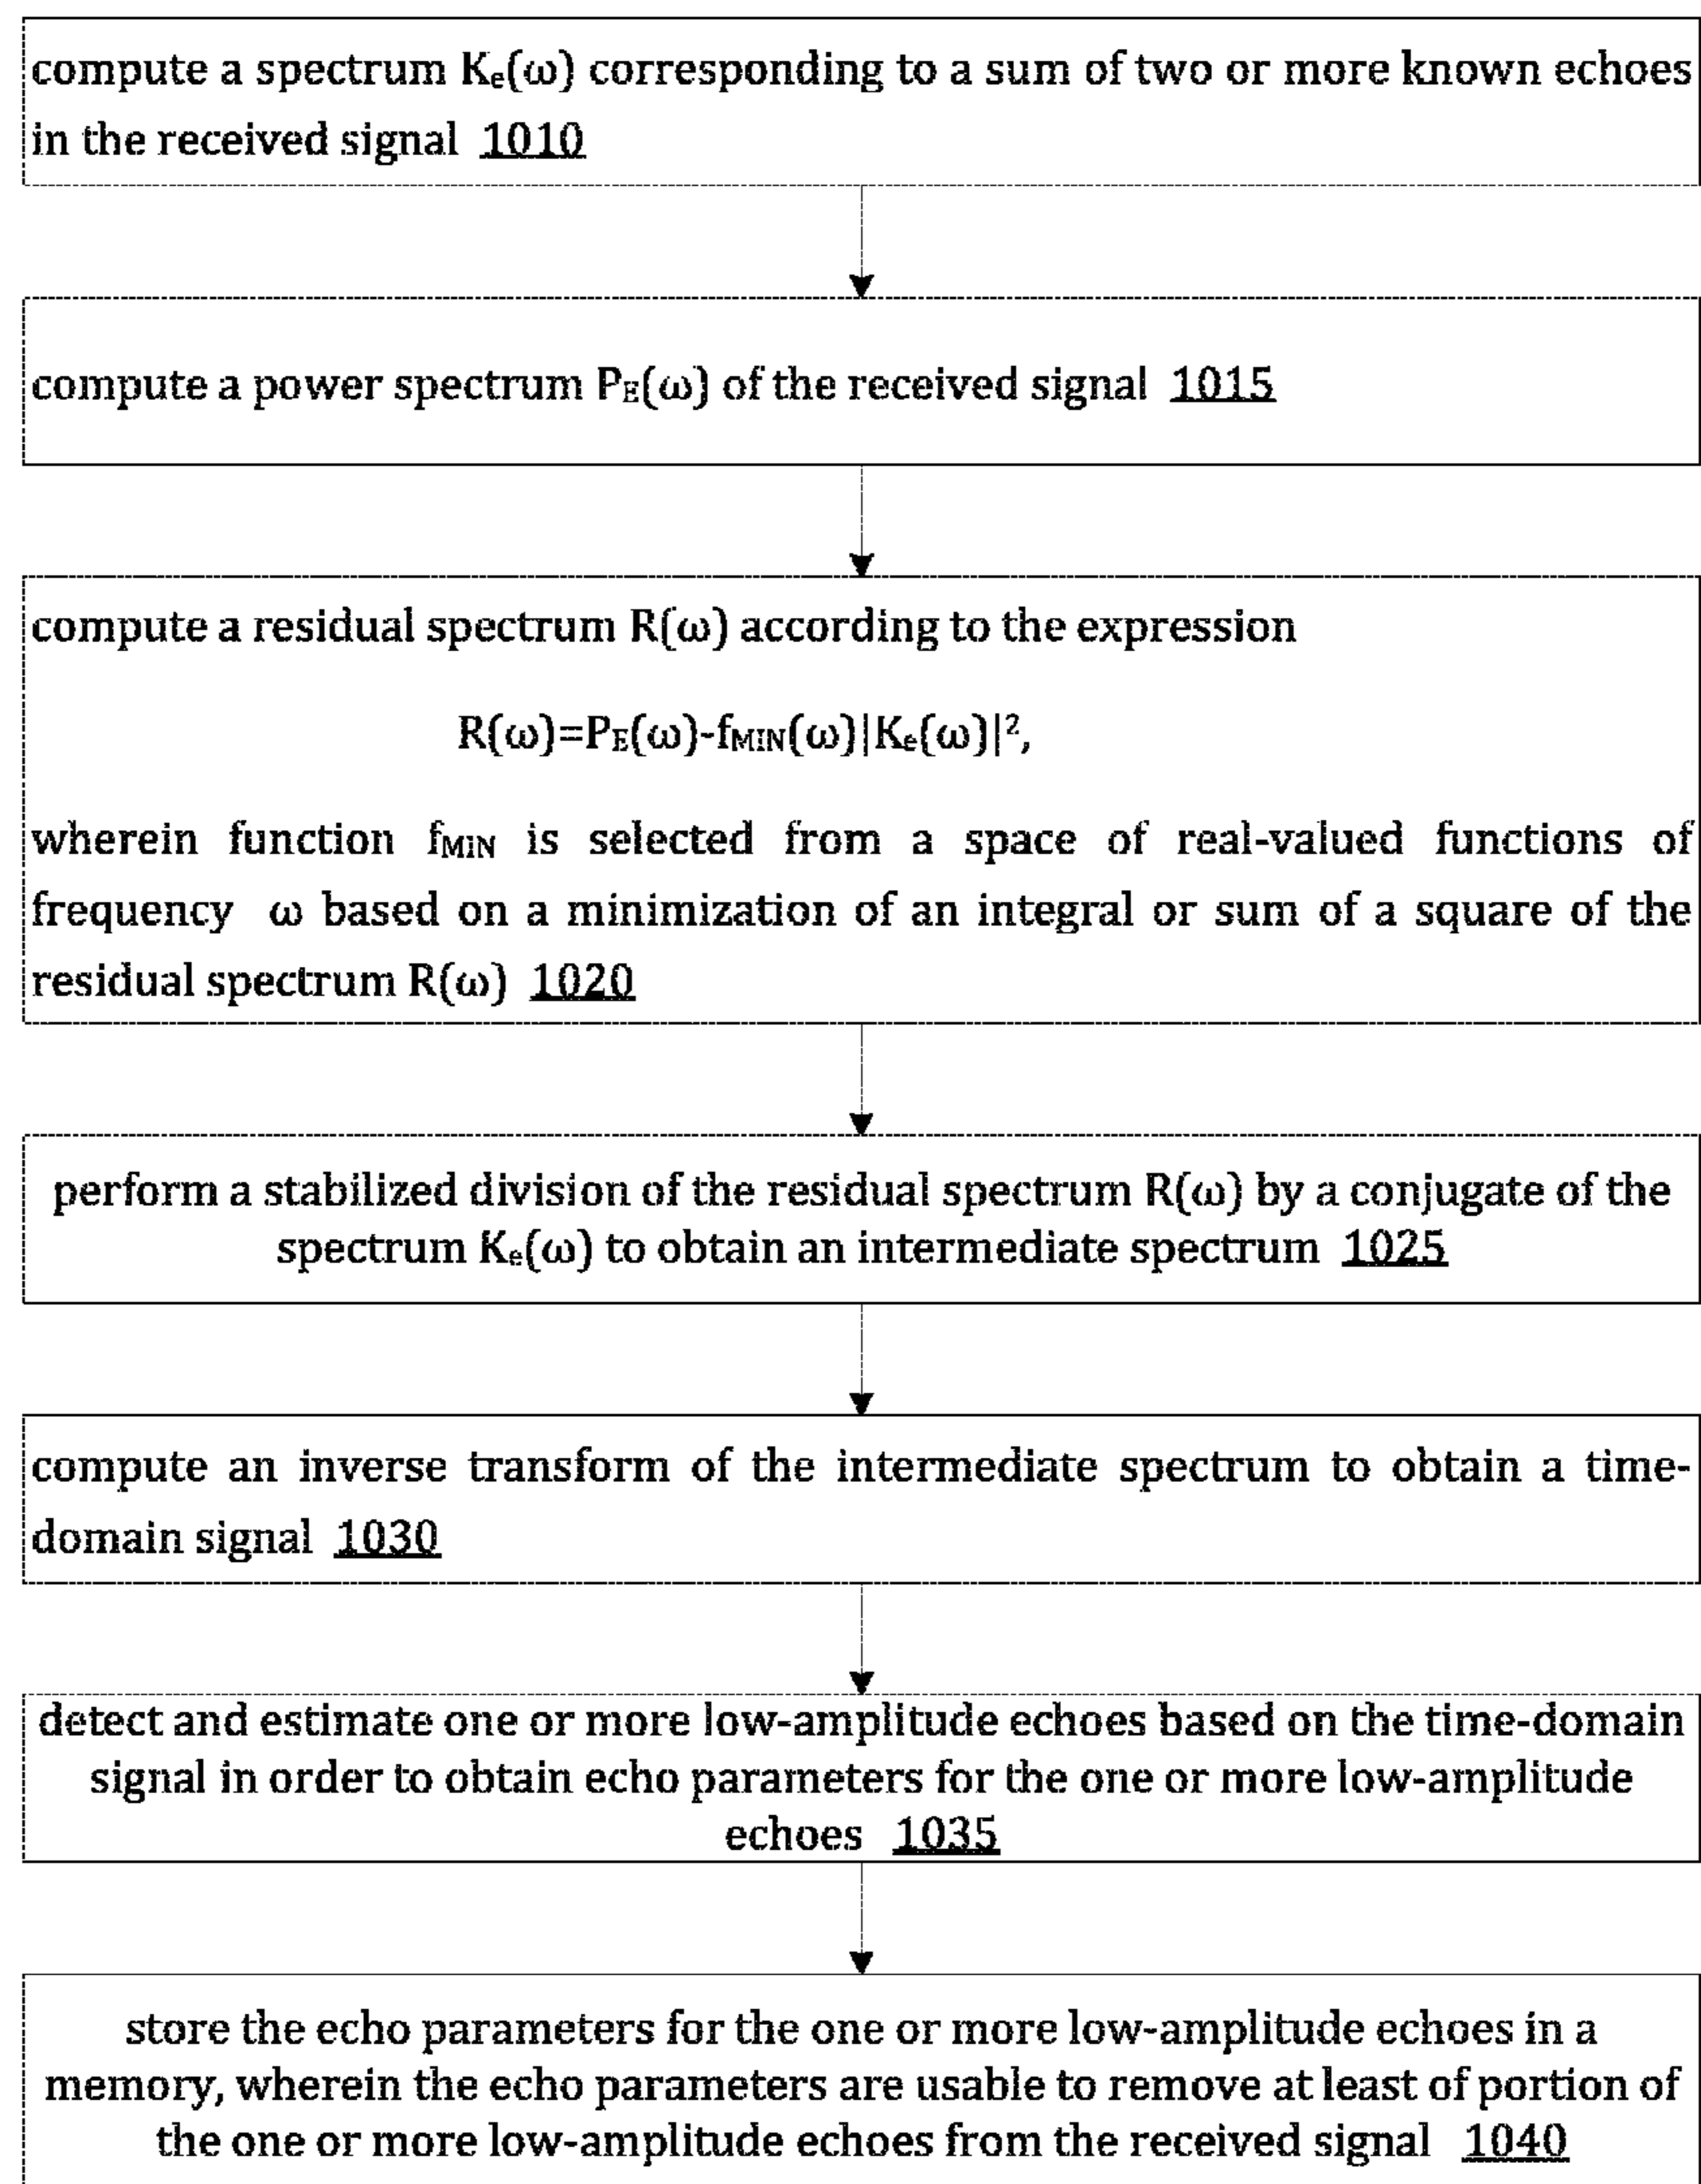 compute a spectrum Kₑ(ω) corresponding to a sum of two or more known echoes
in the received signal 1010
compute a power spectrum P_E(ω) of the received signal 1015
compute a residual spectrum R(ω) according to the expression
R(ω)=P_E(ω)-f_MIN(ω)|Kₑ(ω)|²,
wherein function f_MIN is selected from a space of real-valued functions of
frequency ω based on a minimization of an integral or sum of a square of the
residual spectrum R(ω) 1020
perform a stabilized division of the residual spectrum R(ω) by a conjugate of the
spectrum Kₑ(ω) to obtain an intermediate spectrum 1025
compute an inverse transform of the intermediate spectrum to obtain a time-
domain signal 1030
detect and estimate one or more low-amplitude echoes based on the time-domain
signal in order to obtain echo parameters for the one or more low-amplitude
echoes 1035
store the echo parameters for the one or more low-amplitude echoes in a
memory, wherein the echo parameters are usable to remove at least of portion of
the one or more low-amplitude echoes from the received signal 1040